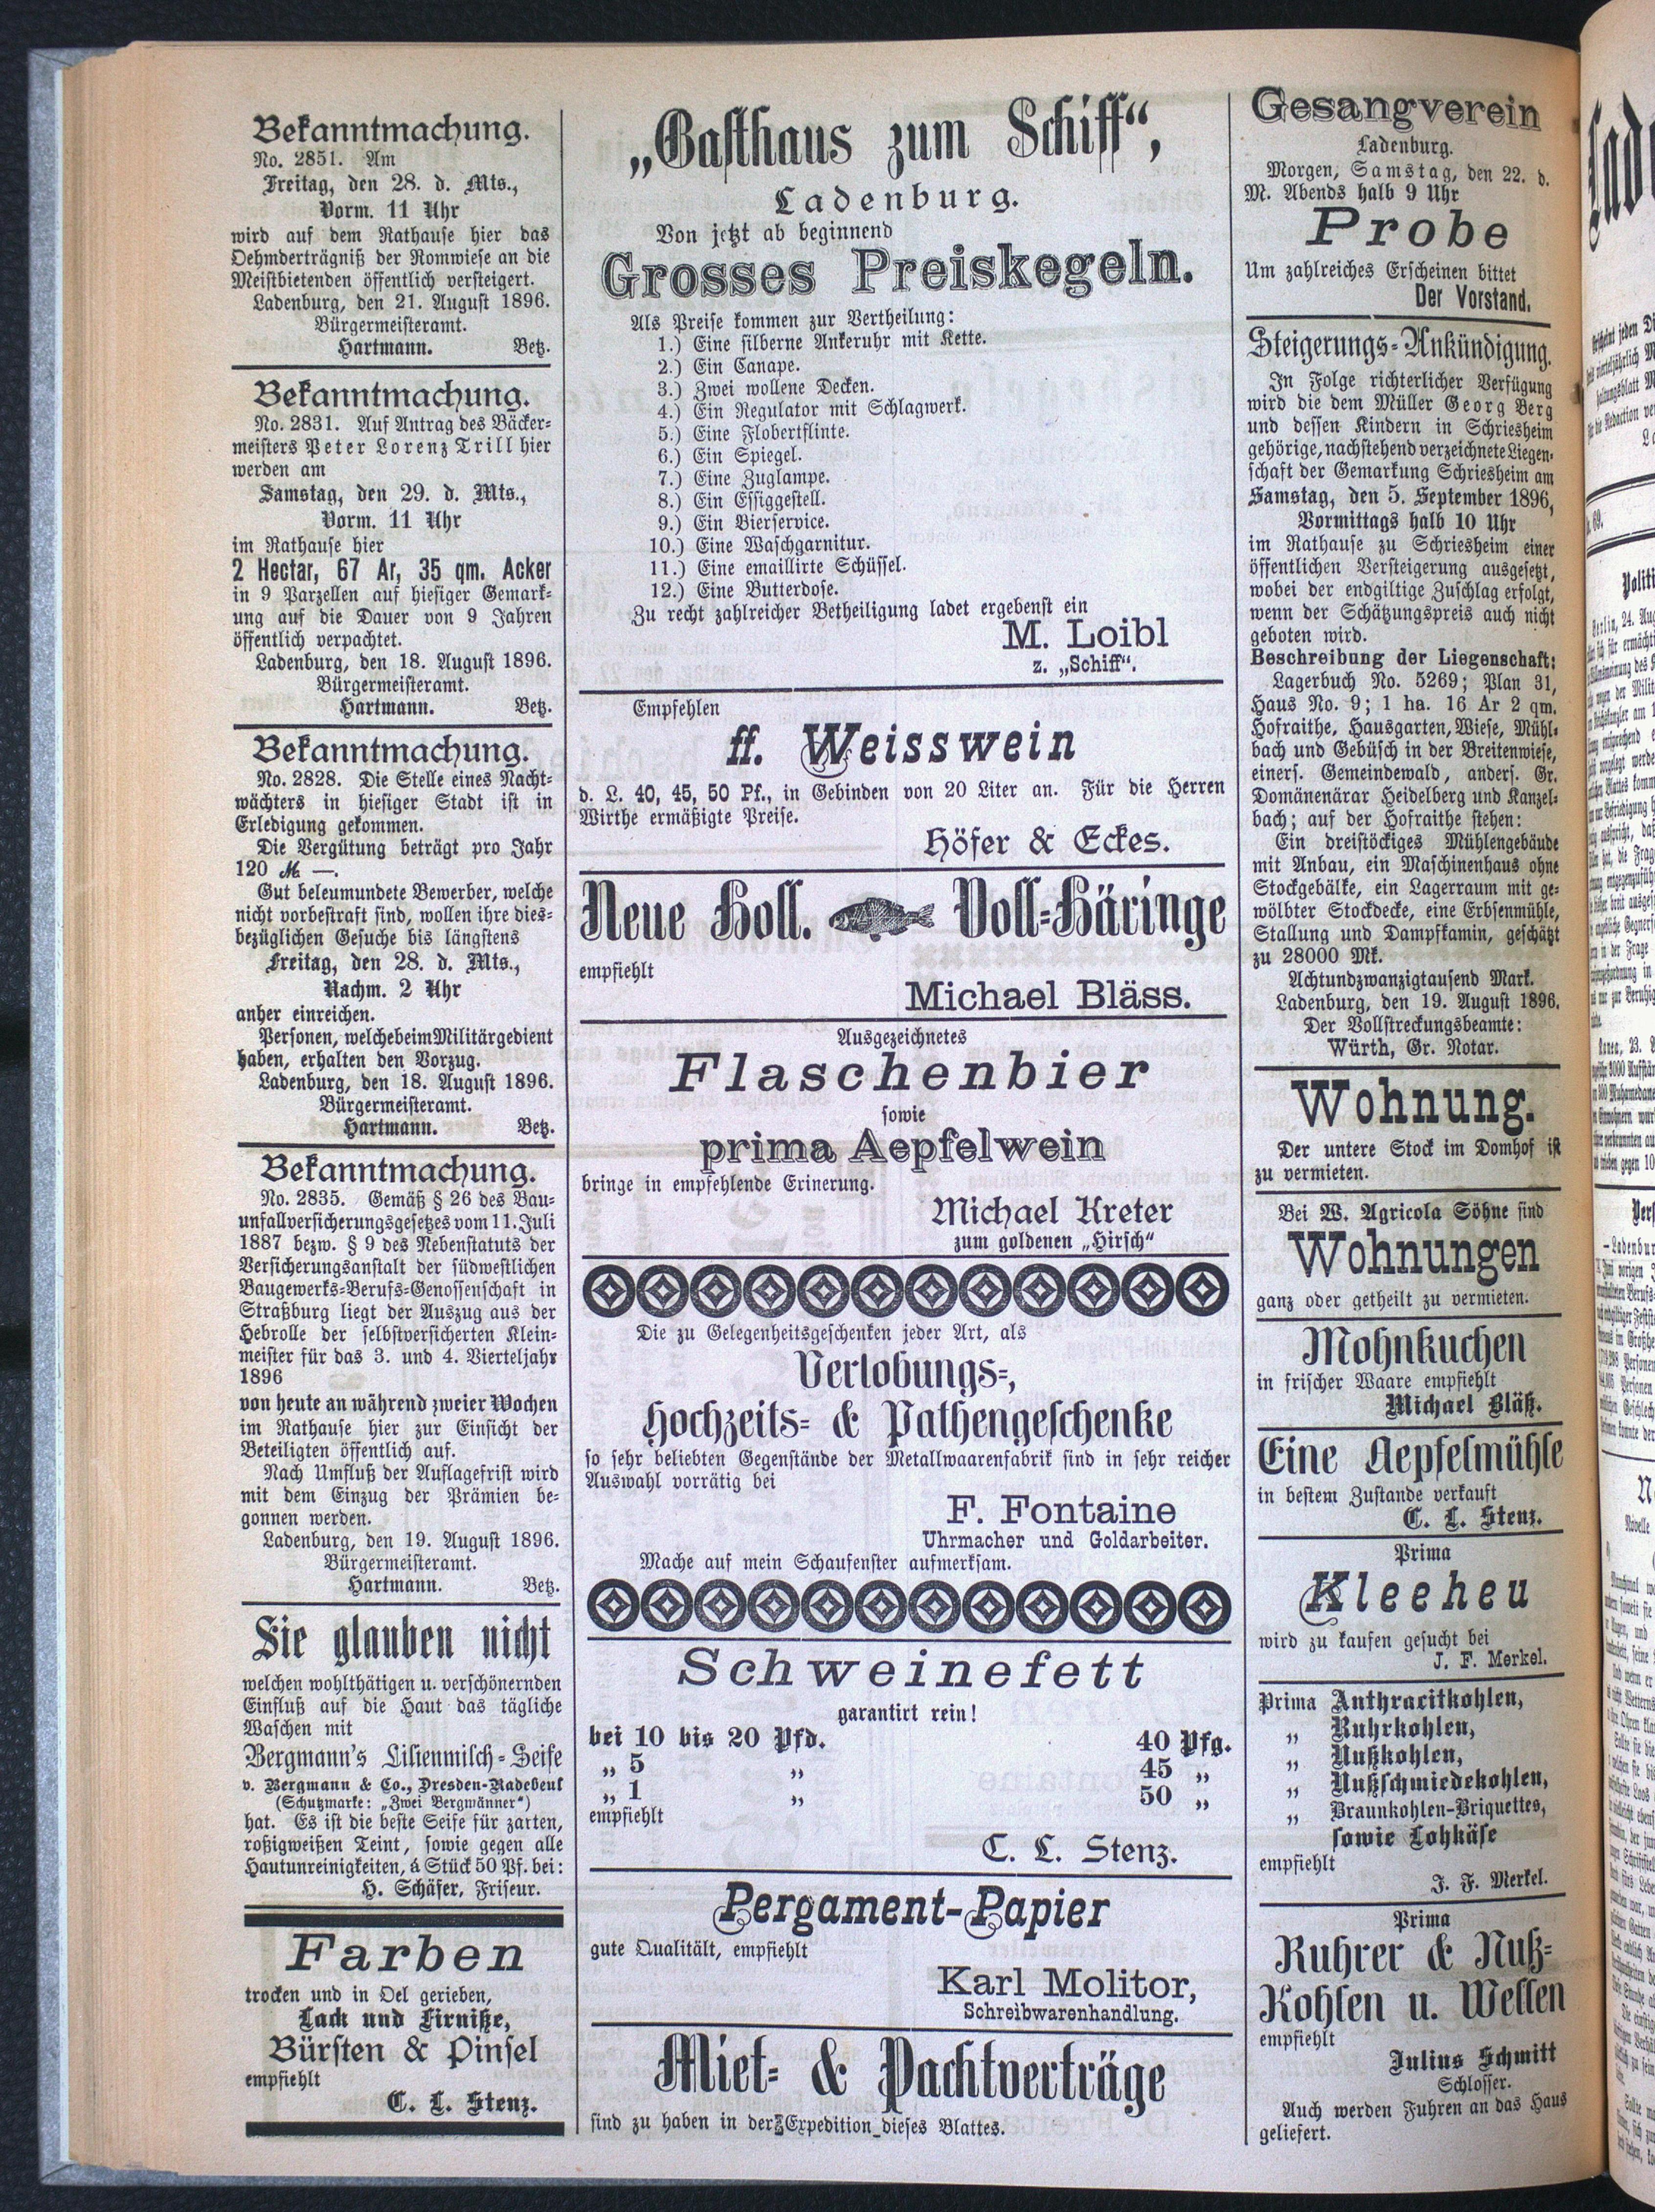 Bekanntmachung.
No. 2851. Am
Freitag, den 28. d. Mts.,
Vorm. 11 Uhr
wird auf dem Rathause hier das
Oehmderträgniß der Romwiese an die
Meistbietenden öffentlich versteigert.
Ladenburg, den 21. August 1896.
Bürgermeisteramt.
Hartmann. Betz.
Bekanntmachung.
No. 2831. Auf Antrag des Bäcker-
meisters Peter Lorenz Trill hier
werden am
Samstag, den 29. d. Mts.,
Vorm. 11 Uhr
im Rathause hier
2 Hectar, 67 Ar, 35 qm. Acker
in 9 Parzellen auf hiesiger Gemark-
ung auf die Dauer von 9 Jahren
öffentlich verpachtet.
Ladenburg, den 18. August 1896.
Bürgermeisteramt.
Hartmann. Betz.
Bekanntmachung.
No. 2828. Die Stelle eines Nacht-
wächters in hiesiger Stadt ist in
Erledigung gekommen.
Die Vergütung beträgt pro Jahr
120 M —.
Gut beleumundete Bewerber, welche
nicht vorbestraft sind, wollen ihre dies-
bezüglichen Gesuche bis längstens
Freitag, den 28. d. Mts.,
Nachm. 2 Uhr
anher einreichen.
Personen, welche beim Militär gedient
haben, erhalten den Vorzug.
Ladenburg, den 18. August 1896.
Bürgermeisteramt.
Hartmann. Betz.
Bekanntmachung.
No. 2835. Gemäß § 26 des Bau-
unfallversicherungsgesetzes vom 11. Juli
1887 bezw. § 9 des Nebenstatuts der
Versicherungsanstalt der südwestlichen
Baugewerks-Berufs-Genossenschaft in
Straßburg liegt der Auszug aus der
Hebrolle der selbstversicherten Klein-
meister für das 3. und 4. Vierteljahr
1896
von heute an während zweier Wochen
im Rathause hier zur Einsicht der
Beteiligten öffentlich auf.
Nach Umfluß der Auflagefrist wird
mit dem Einzug der Prämien be-
gonnen werden.
Ladenburg, den 19. August 1896.
Bürgermeisteramt.
Hartmann. Betz.
Sie glauben nicht
welchen wohlthätigen u. verschönernden
Einfluß auf die Haut das tägliche
Waschen mit
Bergmann's Lilienmilch-Seife
v. Bergmann & Co., Dresden-Radebeul
(Schutzmarke: „Zwei Bergmänner")
hat. Es ist die beste Seife für zarten,
roßigweißen Teint, sowie gegen alle
Hautunreinigkeiten, á Stück 50 Pf. bei:
H. Schäfer, Friseur.
Farben
trocken und in Oel gerieben,
Lack und Firniße,
Bürsten & Pinsel
empfiehlt
C. L. Stenz.
„Gasthaus zum Schiff",
Ladenburg.
Von jetzt ab beginnend
Grosses Preiskegeln.
Als Preise kommen zur Vertheilung:
1.) Eine silberne Ankeruhr mit Kette.
2.) Ein Canape.
3.) Zwei wollene Decken.
4.) Ein Regulator mit Schlagwerk.
5.) Eine Flobertflinte.
6.) Ein Spiegel.
7.) Eine Zuglampe.
8.) Ein Essiggestell.
9.) Ein Bierservice.
10.) Eine Waschgarnitur.
11.) Eine emaillirte Schüssel.
12.) Eine Butterdose.
Zu recht zahlreicher Betheiligung ladet ergebenst ein
M. Loibl
z. „Schiff".
Empfehlen
ff. Weisswein
d. L. 40, 45, 50 Pf., in Gebinden von 20 Liter an. Für die Herren
Wirthe ermäßigte Preise.
Höfer & Eckes.
Neue Holl. Voll-Häringe
empfiehlt
Michael Bläss.
Ausgezeichnetes
Flaschenbier
sowie
prima Aepfelwein
bringe in empfehlende Erinerung.
Michael Kreter
zum goldenen „Hirsch"
Die zu Gelegenheitsgeschenken jeder Art, als
Verlobungs-,
Hochzeits- & Pathengeschenke
so sehr beliebten Gegenstände der Metallwaarenfabrik sind in sehr reicher
Auswahl vorrätig bei
F. Fontaine
Uhrmacher und Goldarbeiter.
Mache auf mein Schaufenster aufmerksam.
Schweinefett
garantirt rein!
bei 10 bis 20 Pfd. 40 Pfg.
„ 5 „ 45 „
„ 1 „ 50 „
empfiehlt
C. L. Stenz.
Pergament-Papier
gute Qualitält, empfiehlt
Karl Molitor,
Schreibwarenhandlung.
Miet- & Pachtverträge
sind zu haben in der Expedition dieses Blattes.
Gesangverein
Ladenburg.
Morgen, Samstag, den 22. d.
M. Abends halb 9 Uhr
Probe
Um zahlreiches Erscheinen bittet
Der Vorstand.
Steigerungs-Ankündigung.
In Folge richterlicher Verfügung
wird die dem Müller Georg Berg
und dessen Kindern in Schriesheim
gehörige, nachstehend verzeichnete Liegen-
schaft der Gemarkung Schriesheim am
Samstag, den 5. September 1896,
Vormittags halb 10 Uhr
im Rathause zu Schriesheim einer
öffentlichen Versteigerung ausgesetzt,
wobei der endgiltige Zuschlag erfolgt,
wenn der Schätzungspreis auch nicht
geboten wird.
Beschreibung der Liegenschaft:
Lagerbuch No. 5269; Plan 31,
Haus No. 9; 1 ha. 16 Ar 2 qm.
Hofraithe, Hausgarten, Wiese, Mühl-
bach und Gebüsch in der Breitenwiese,
einers. Gemeindewald, anders. Gr.
Domänenärar Heidelberg und Kanzel-
bach; auf der Hofraithe stehen:
Ein dreistöckiges Mühlengebäude
mit Anbau, ein Maschinenhaus ohne
Stockgebälke, ein Lagerraum mit ge-
wölbter Stockdecke, eine Erbsenmühle,
Stallung und Dampfkamin, geschätzt
zu 28000 Mk.
Achtundzwanzigtausend Mark.
Ladenburg, den 19. August 1896.
Der Vollstreckungsbeamte:
Würth, Gr. Notar.
Wohnung.
Der untere Stock im Domhof ist
zu vermieten.
Bei W. Agricola Söhne sind
Wohnungen
ganz oder getheilt zu vermieten.
Mohnkuchen
in frischer Waare empfiehlt
Michael Bläß.
Eine Aepfelmühle
in bestem Zustande verkauft
C. L. Stenz.
Prima
Kleeheu
wird zu kaufen gesucht bei
J. F. Merkel.
Prima Anthracitkohlen,
„ Ruhrkohlen,
„ Nußkohlen,
„ Nußschmiedekohlen,
„ Braunkohlen-Briquettes,
sowie Lohkäse
empfiehlt
J. F. Merkel.
Prima
Ruhrer & Nuß-
Kohlen u. Wellen
empfiehlt
Julius Schmitt
Schlosser.
Auch werden Fuhren an das Haus
geliefert.